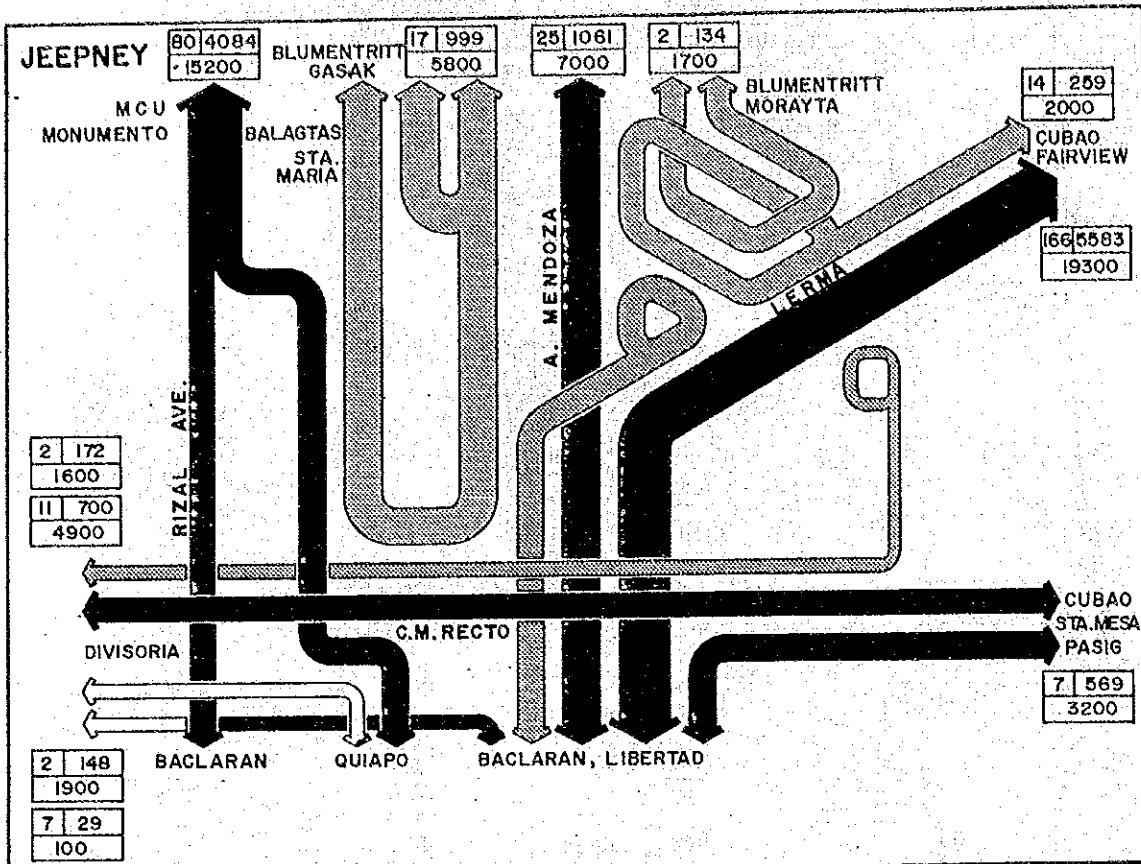 JEEPNEY
80 4084
15200
BLUMENTRITT
GASAK
17 999
5800
25 1061
7000
2 134
1700
BLUMENTRITT
MORAYTA
14 259
2000
CUBAO
FAIRVIEW
MCU
MONUMENTO
BALAGTAS
STA.
MARIA
A. MENDOZA
LERMA
166 5583
19300
RIZAL AVE.
2 172
1600
11 700
4900
C.M. RECTO
CUBAO
STA.MESA
PASIG
DIVISORIA
7 569
3200
BACLARAN
QUIAPO
BACLARAN, LIBERTAD
2 148
1900
7 29
100